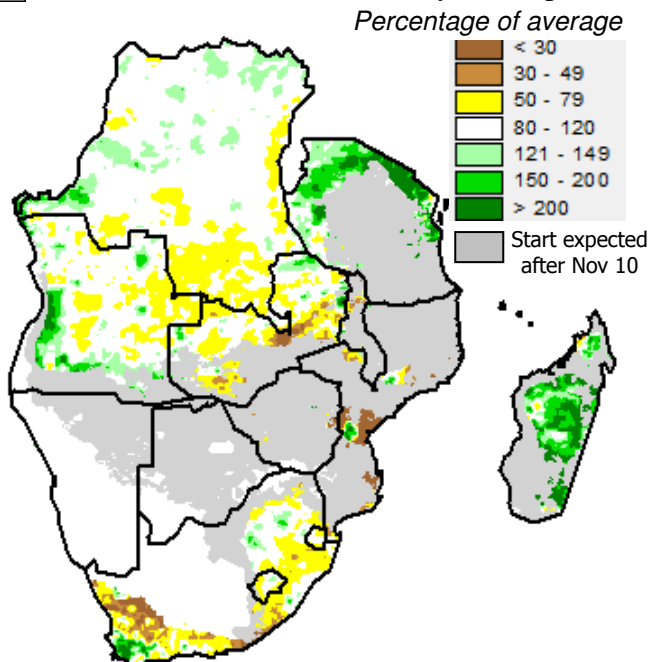 Percentage of average
< 30
30 - 49
50 - 79
80 - 120
121 - 149
150 - 200
> 200
Start expected
after Nov 10